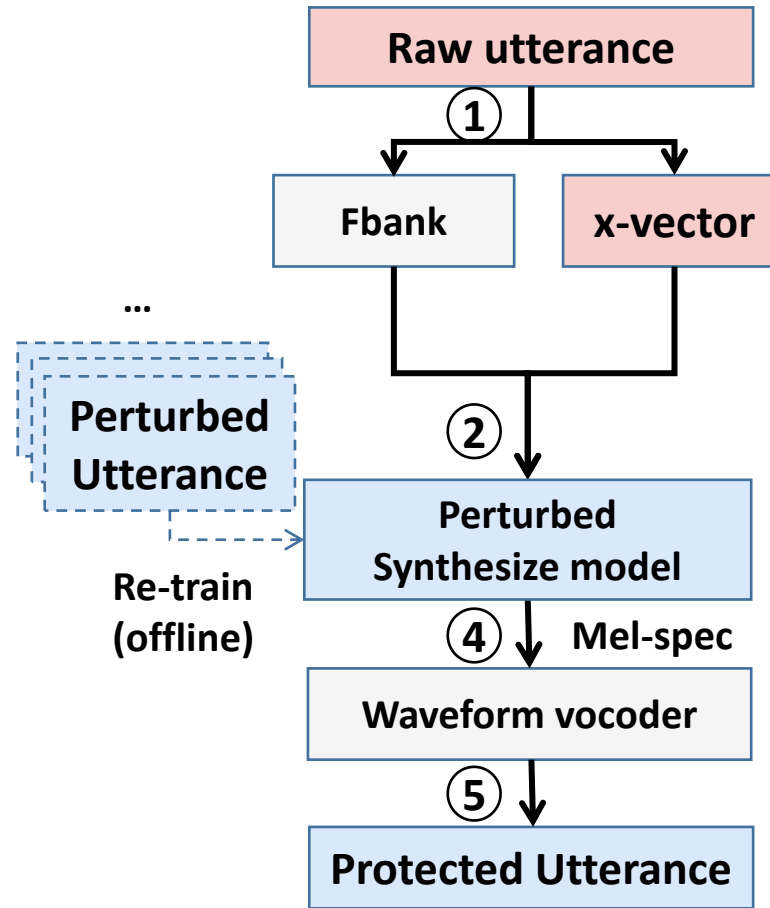 Raw utterance
①
Fbank
x-vector
...
Perturbed
Utterance
②
Perturbed
Synthesize model
Re-train
(offline)
④
Mel-spec
Waveform vocoder
⑤
Protected Utterance